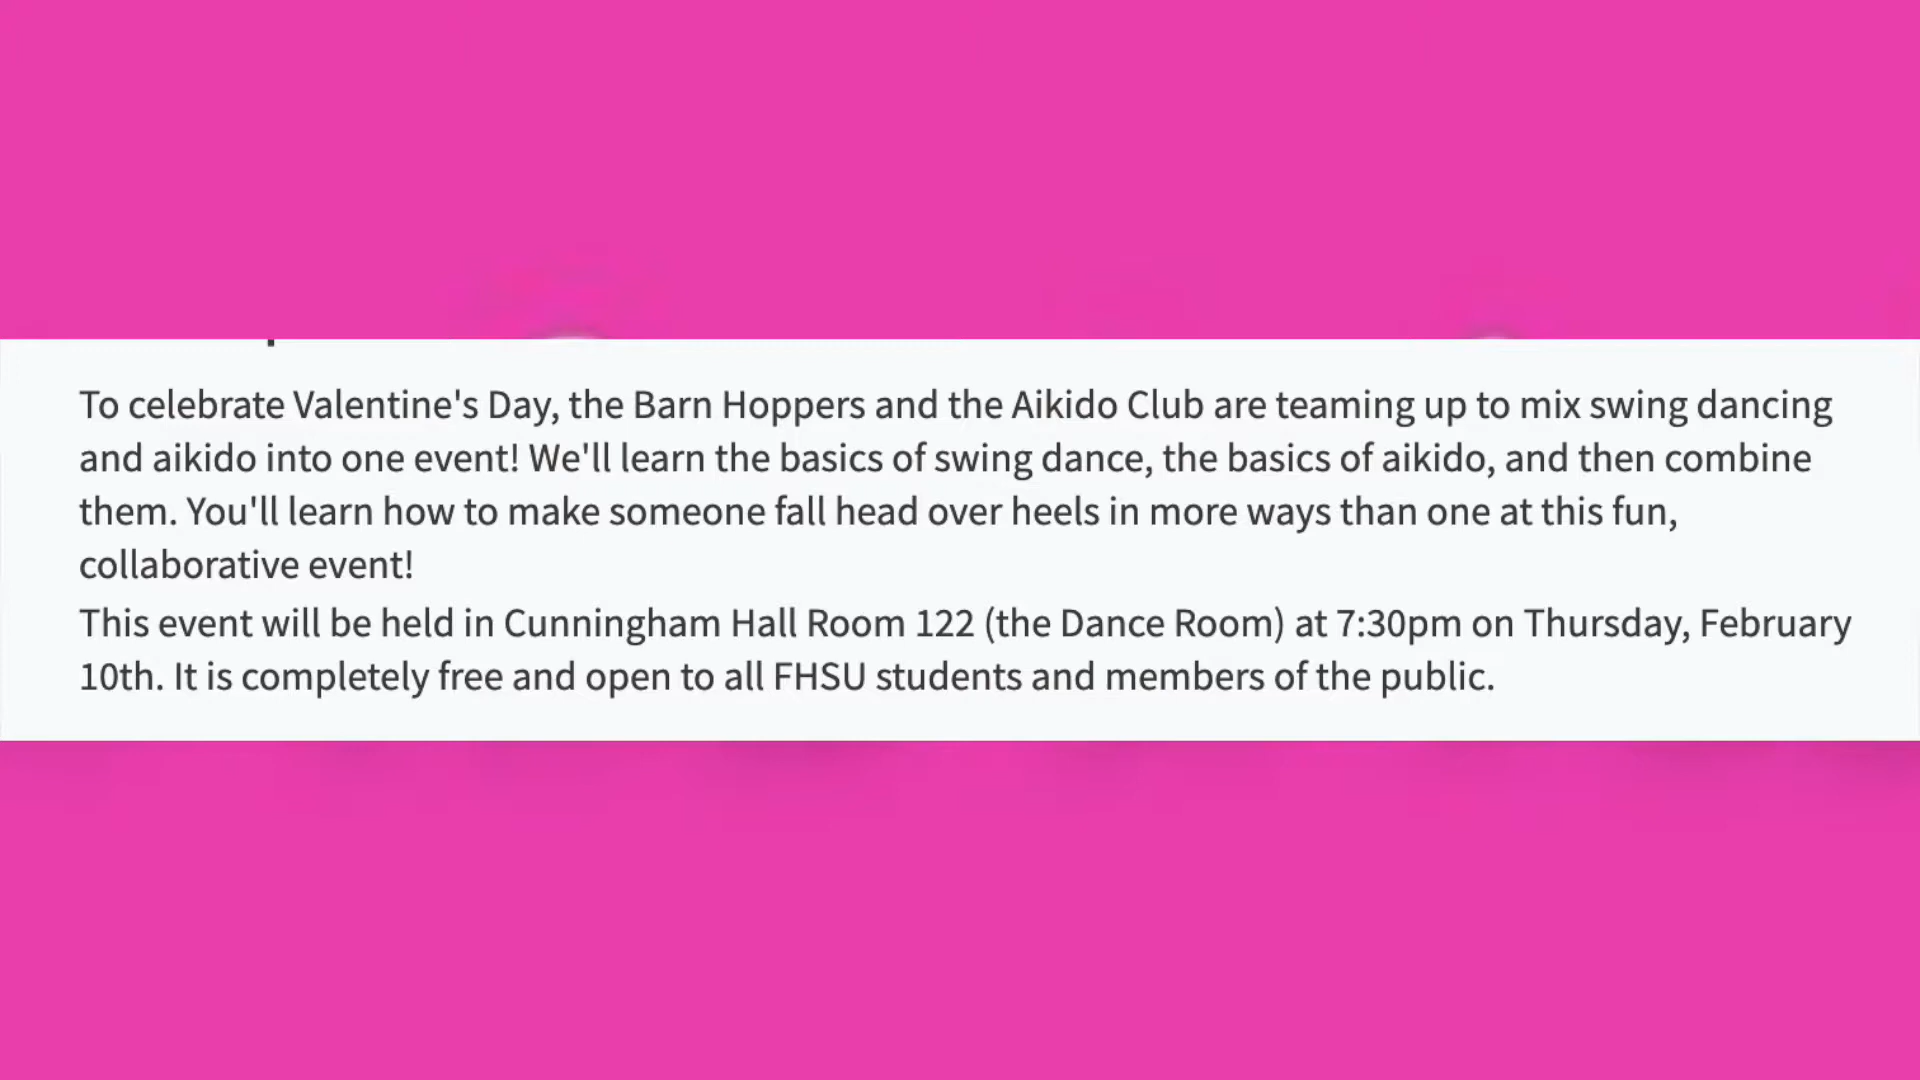 To celebrate Valentine's Day, the Barn Hoppers and the Aikido Club are teaming up to mix swing dancing
and aikido into one event! We'll learn the basics of swing dance, the basics of aikido, and then combine
them. You'll learn how to make someone fall head over heels in more ways than one at this fun,
collaborative event!
This event will be held in Cunningham Hall Room 122 (the Dance Room) at 7:30pm on Thursday, February
10th. It is completely free and open to all FHSU students and members of the public.